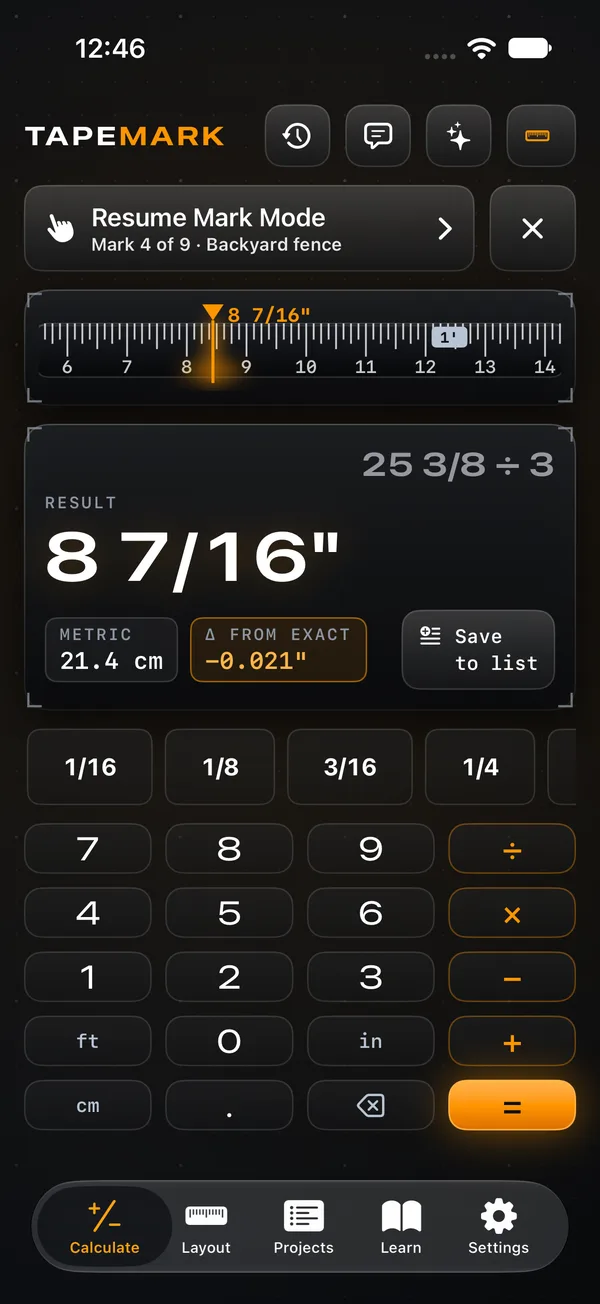 12:46
TAPEMARK
Resume Mark Mode
Mark 4 of 9 · Backyard fence
8 7/16"
1'
6 7 8 9 10 11 12 13 14
25 3/8 ÷ 3
RESULT
8 7/16"
METRIC
21.4 cm
Δ FROM EXACT
−0.021"
Save
to list
1/16 1/8 3/16 1/4
7 8 9 ÷
4 5 6 ×
1 2 3 −
ft 0 in +
cm . =
Calculate Layout Projects Learn Settings